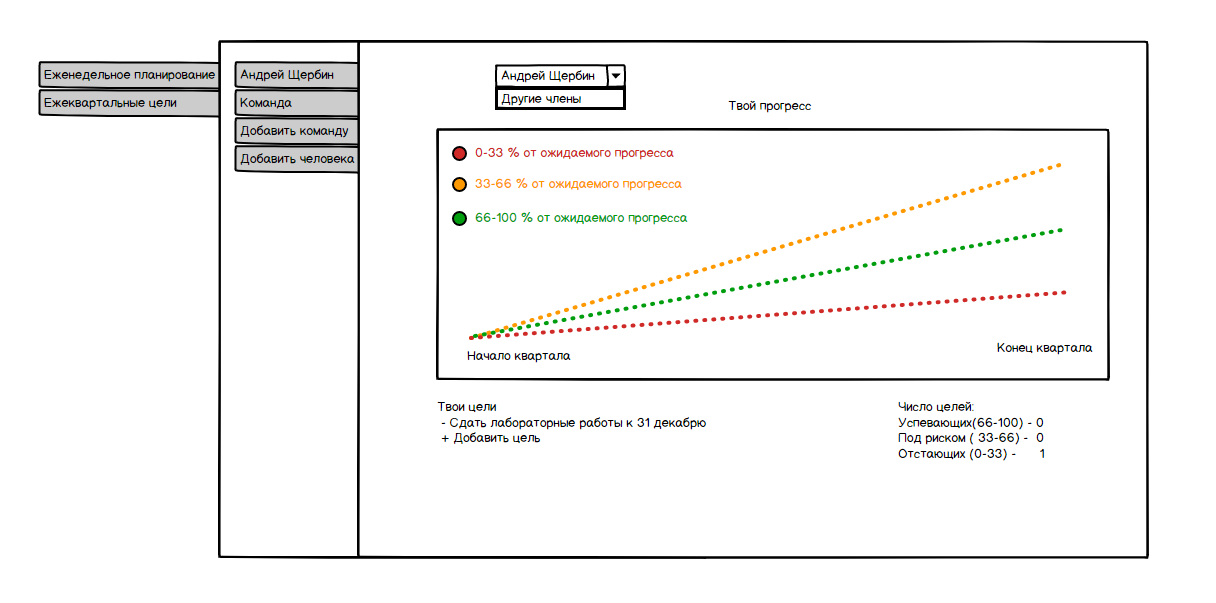 Еженедельное планирование
Ежеквартальные цели
Андрей Щербин
Команда
Добавить команду
Добавить человека
Андрей Щербин
Другие члены
Твой прогресс
0-33 % от ожидаемого прогресса
33-66 % от ожидаемого прогресса
66-100 % от ожидаемого прогресса
Начало квартала
Конец квартала
Твои цели
- Сдать лабораторные работы к 31 декабрю
+ Добавить цель
Число целей:
Успевающих(66-100) - 0
Под риском ( 33-66) - 0
Отстающих (0-33) - 1